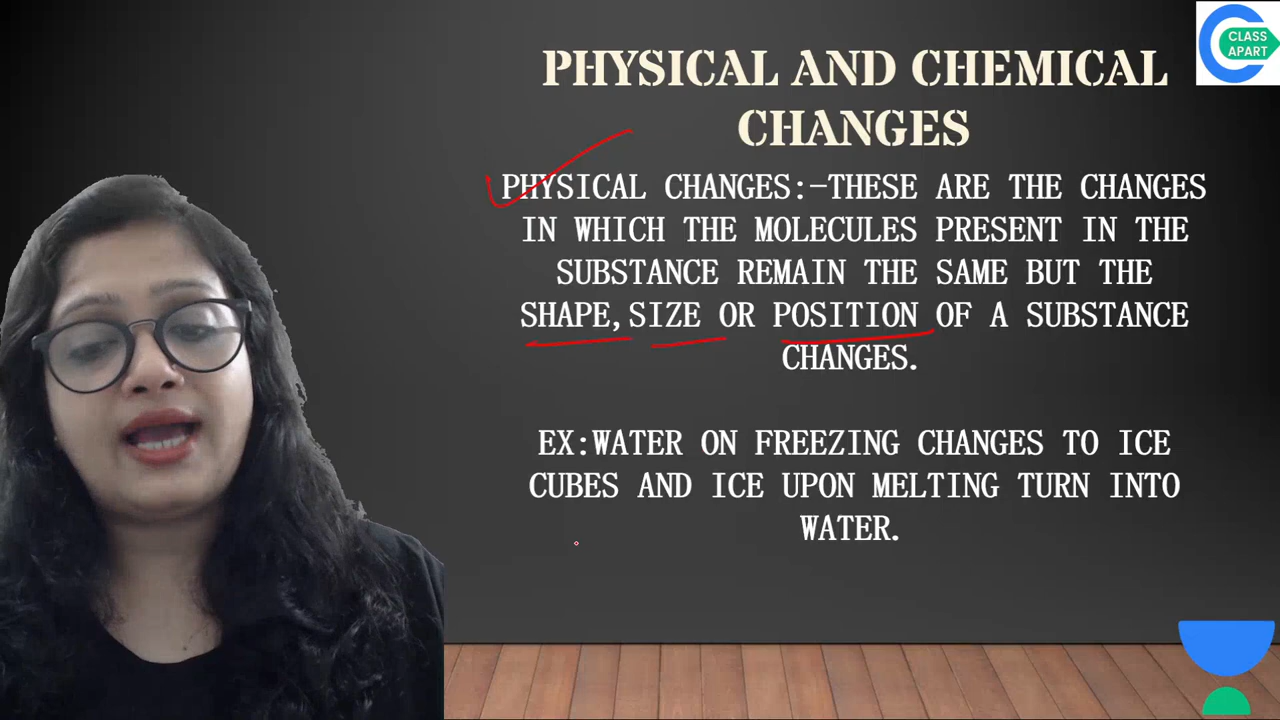 CLASS
APART
PHYSICAL AND CHEMICAL
CHANGES
PHYSICAL CHANGES:-THESE ARE THE CHANGES
IN WHICH THE MOLECULES PRESENT IN THE
SUBSTANCE REMAIN THE SAME BUT THE
SHAPE,SIZE OR POSITION OF A SUBSTANCE
CHANGES.
EX:WATER ON FREEZING CHANGES TO ICE
CUBES AND ICE UPON MELTING TURN INTO
WATER.